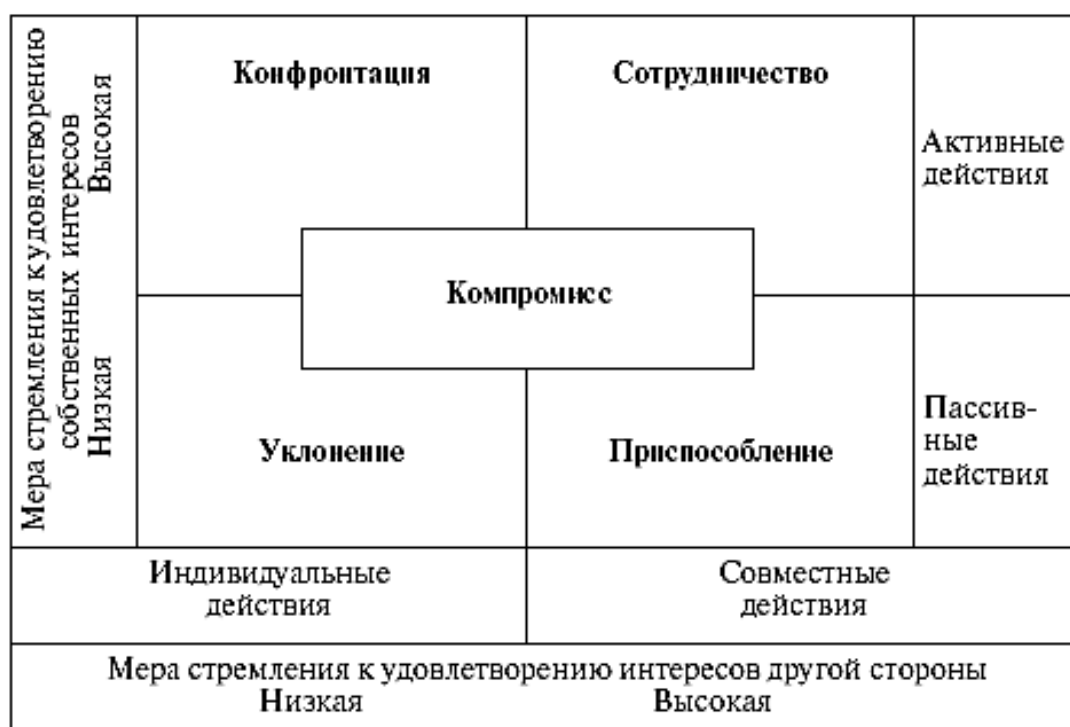 Мера стремления к удовлетворению
собственных интересов
Низкая Высокая
Конфронтация
Сотрудничество
Активные
действия
Компромисс
Уклонение
Приспособление
Пассив-
ные
действия
Индивидуальные
действия
Совместные
действия
Мера стремления к удовлетворению интересов другой стороны
Низкая Высокая